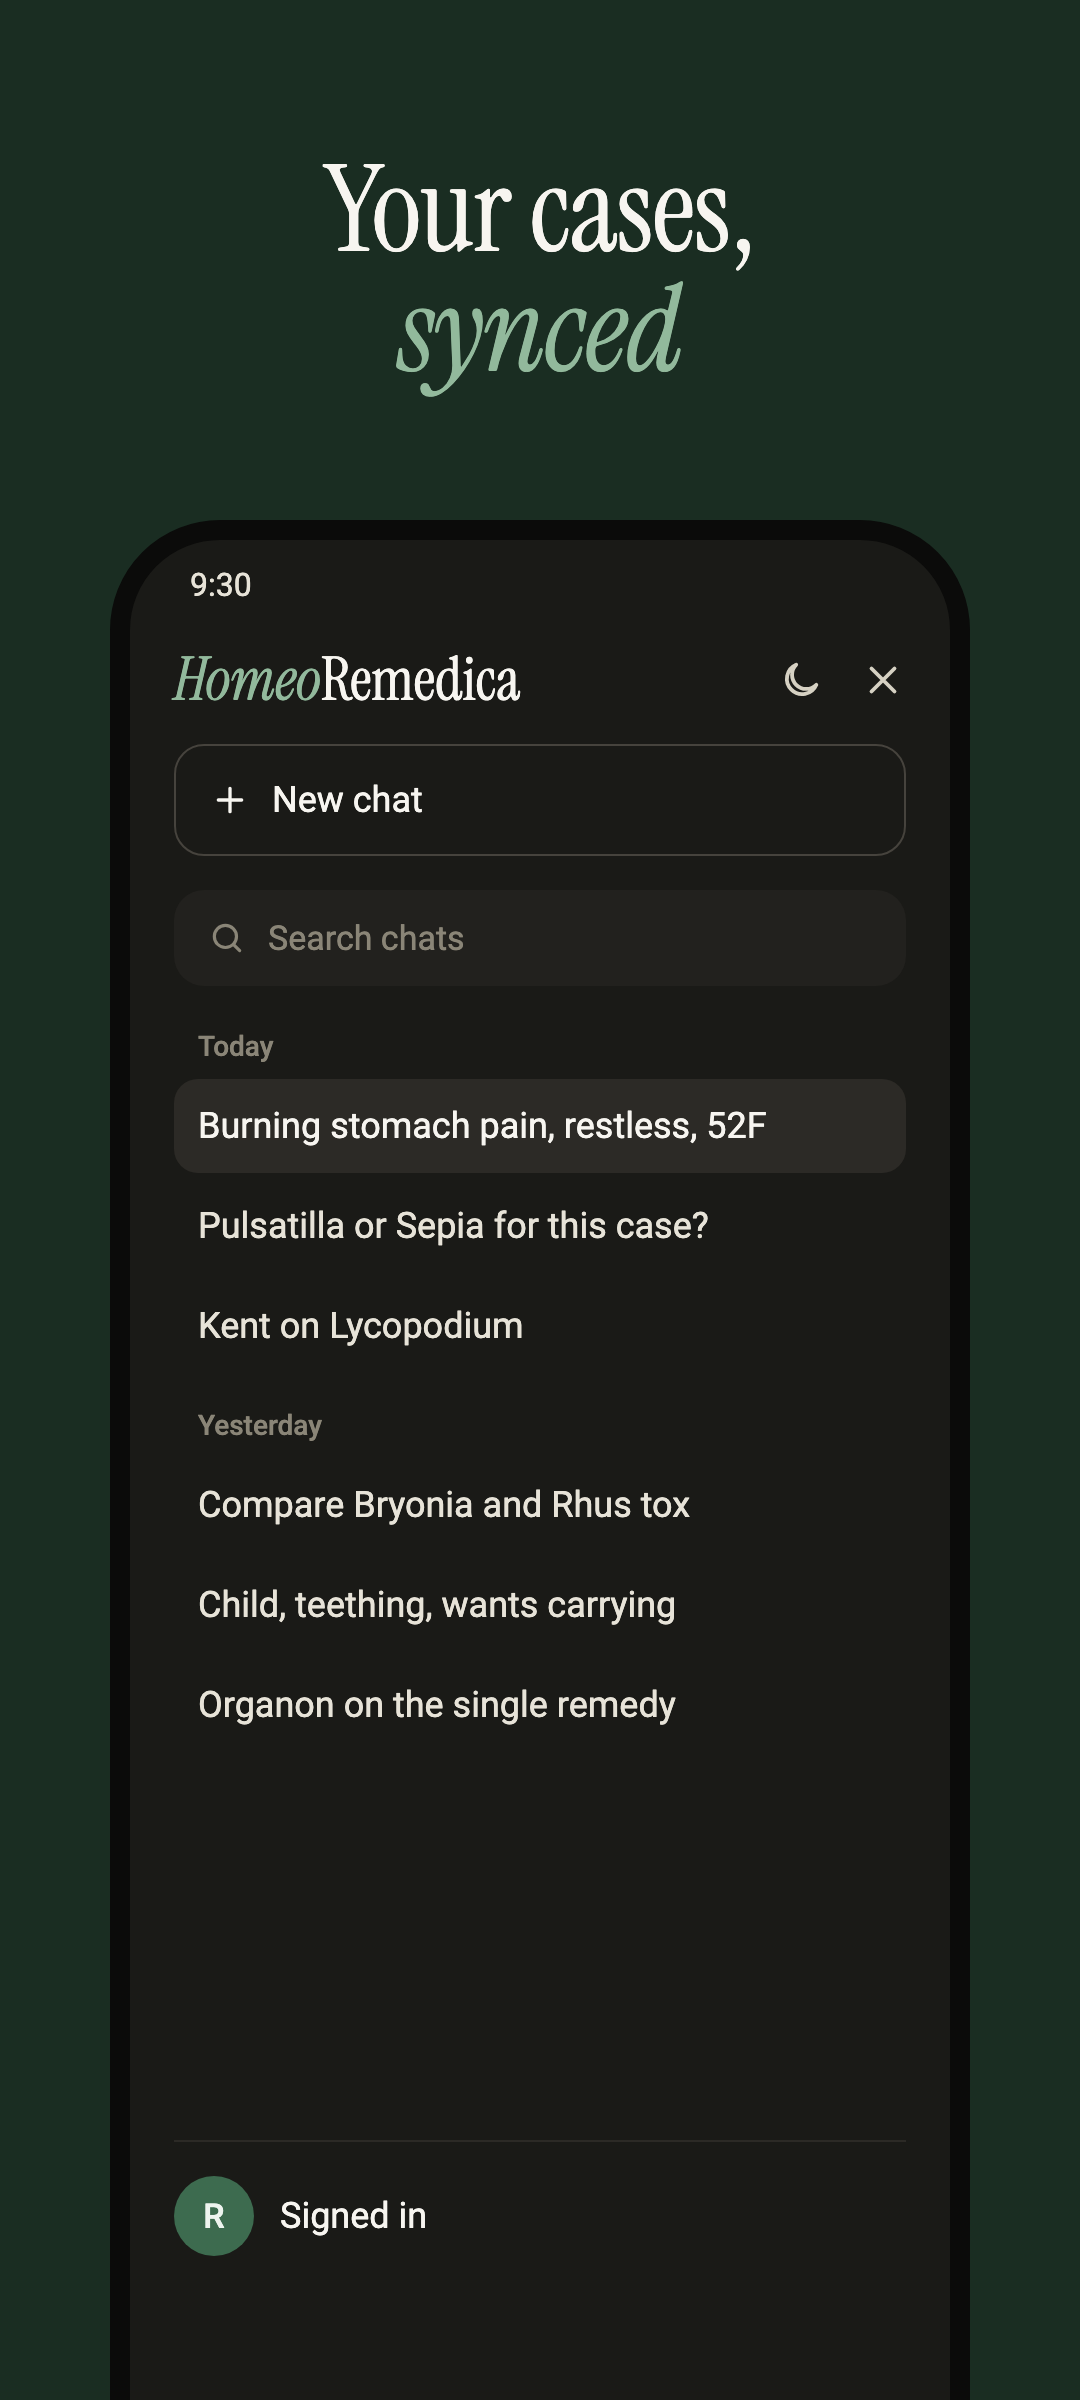 Your cases,
synced
9:30
HomeoRemedica
New chat
Search chats
Today
Burning stomach pain, restless, 52F
Pulsatilla or Sepia for this case?
Kent on Lycopodium
Yesterday
Compare Bryonia and Rhus tox
Child, teething, wants carrying
Organon on the single remedy
R
Signed in